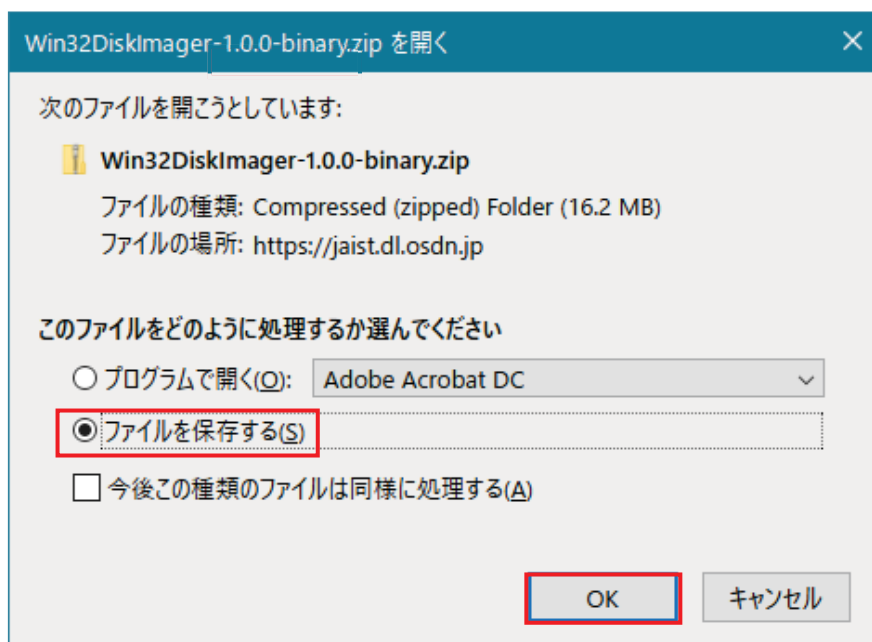 Win32DiskImager-1.0.0-binary.zip を開く
次のファイルを開こうとしています:
Win32DiskImager-1.0.0-binary.zip
ファイルの種類: Compressed (zipped) Folder (16.2 MB)
ファイルの場所: https://jaist.dl.osdn.jp
このファイルをどのように処理するか選んでください
プログラムで開く(O): Adobe Acrobat DC
ファイルを保存する(S)
今後この種類のファイルは同様に処理する(A)
OK キャンセル